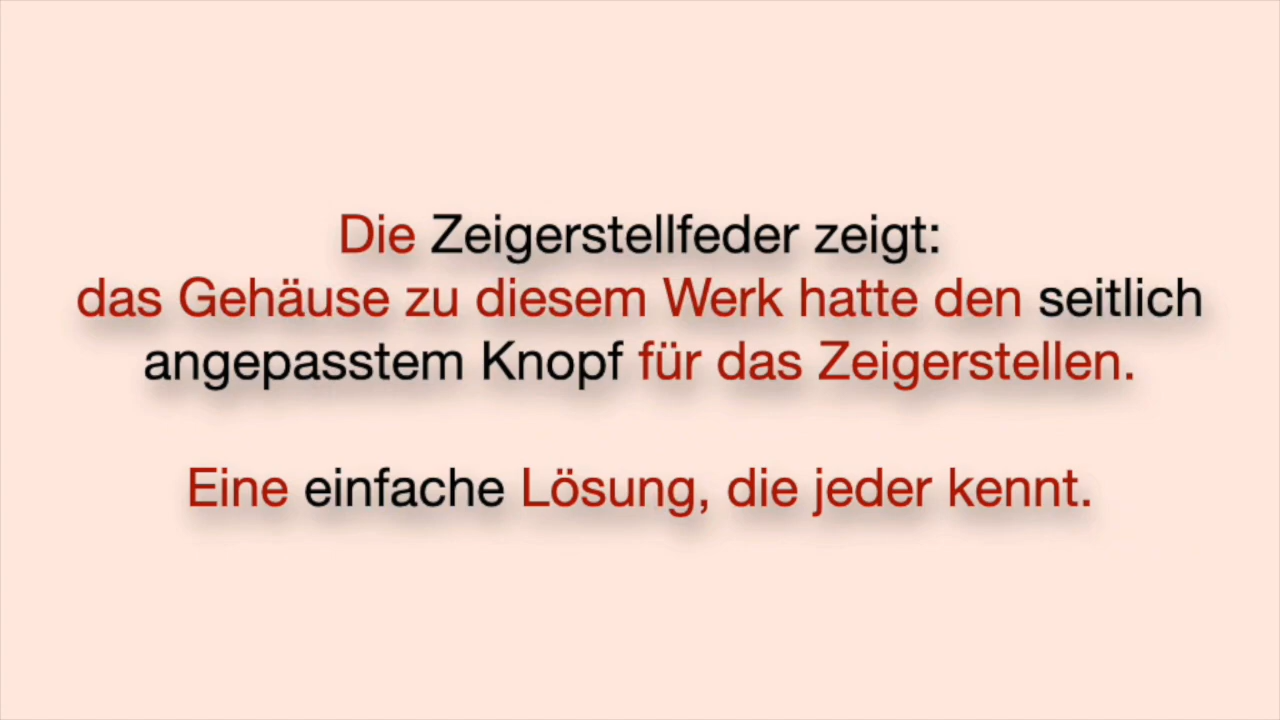 Die Zeigerstellfeder zeigt:
das Gehäuse zu diesem Werk hatte den seitlich
angepasstem Knopf für das Zeigerstellen.
Eine einfache Lösung, die jeder kennt.